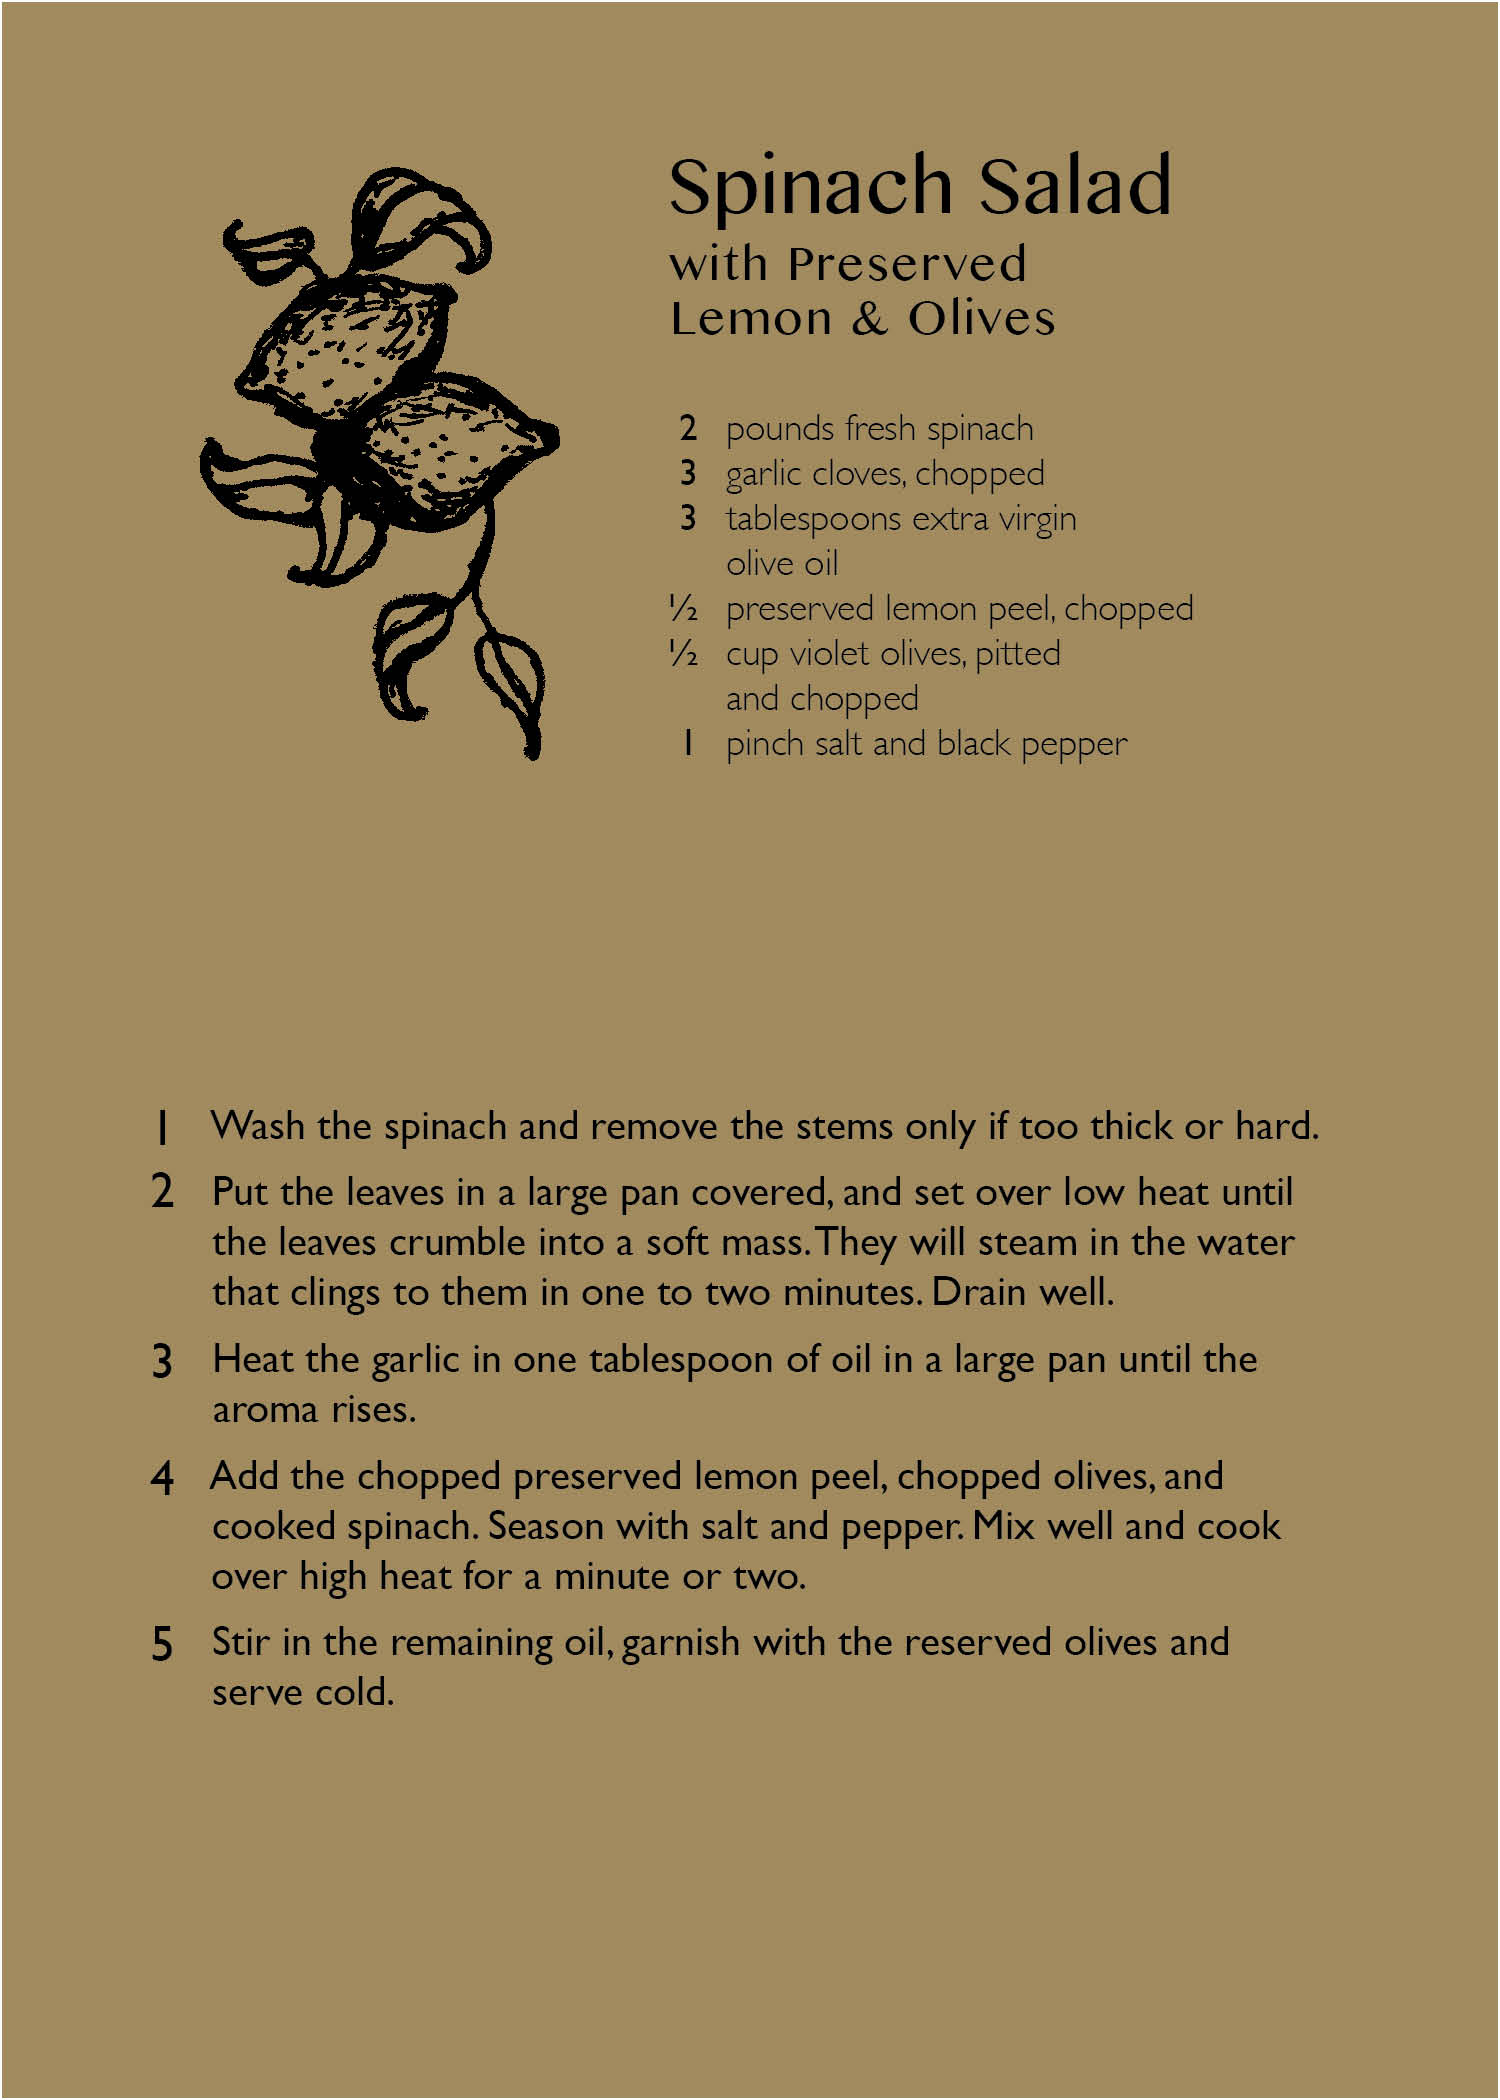 Spinach Salad
with Preserved
Lemon & Olives
2 pounds fresh spinach
3 garlic cloves, chopped
3 tablespoons extra virgin
olive oil
½ preserved lemon peel, chopped
½ cup violet olives, pitted
and chopped
1 pinch salt and black pepper
1 Wash the spinach and remove the stems only if too thick or hard.
2 Put the leaves in a large pan covered, and set over low heat until
the leaves crumble into a soft mass. They will steam in the water
that clings to them in one to two minutes. Drain well.
3 Heat the garlic in one tablespoon of oil in a large pan until the
aroma rises.
4 Add the chopped preserved lemon peel, chopped olives, and
cooked spinach. Season with salt and pepper. Mix well and cook
over high heat for a minute or two.
5 Stir in the remaining oil, garnish with the reserved olives and
serve cold.